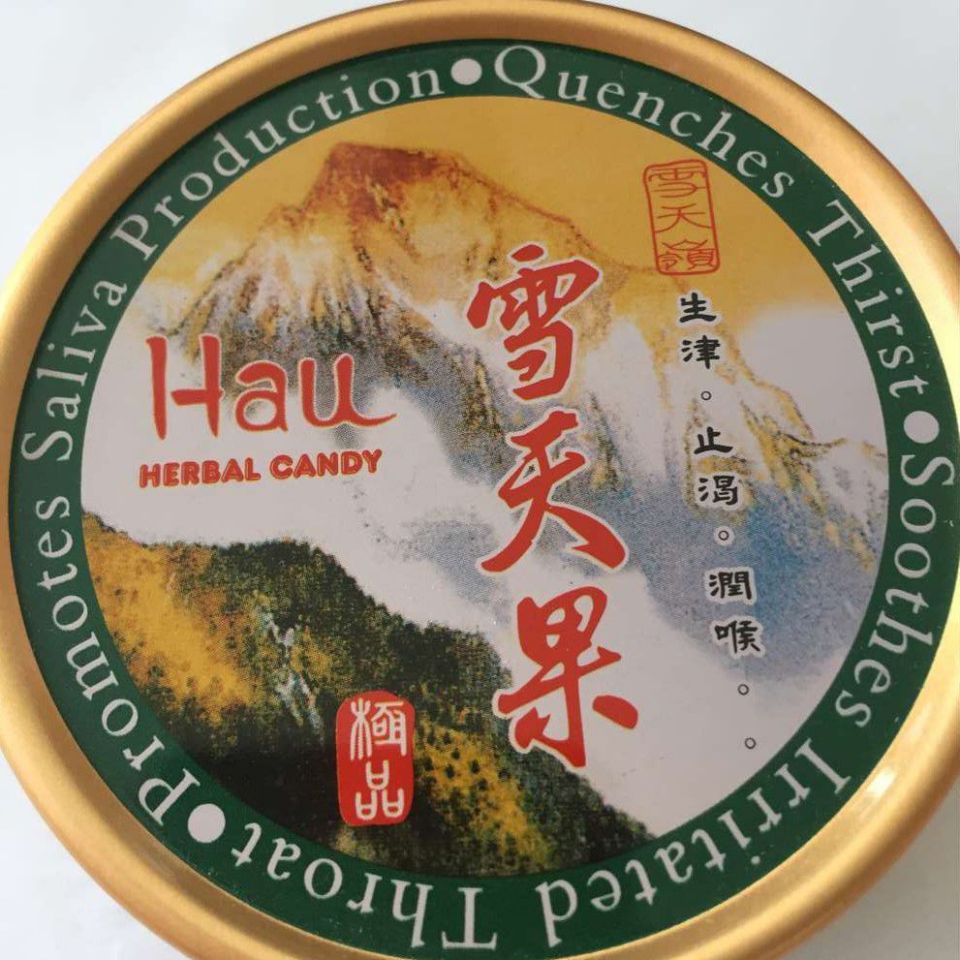 Promotes Saliva Production • Quenches Thirst • Soothes Irritated Throat •
雪天嶺
雪天果
生津。止渴。潤喉。。。
Hau
HERBAL CANDY
極品